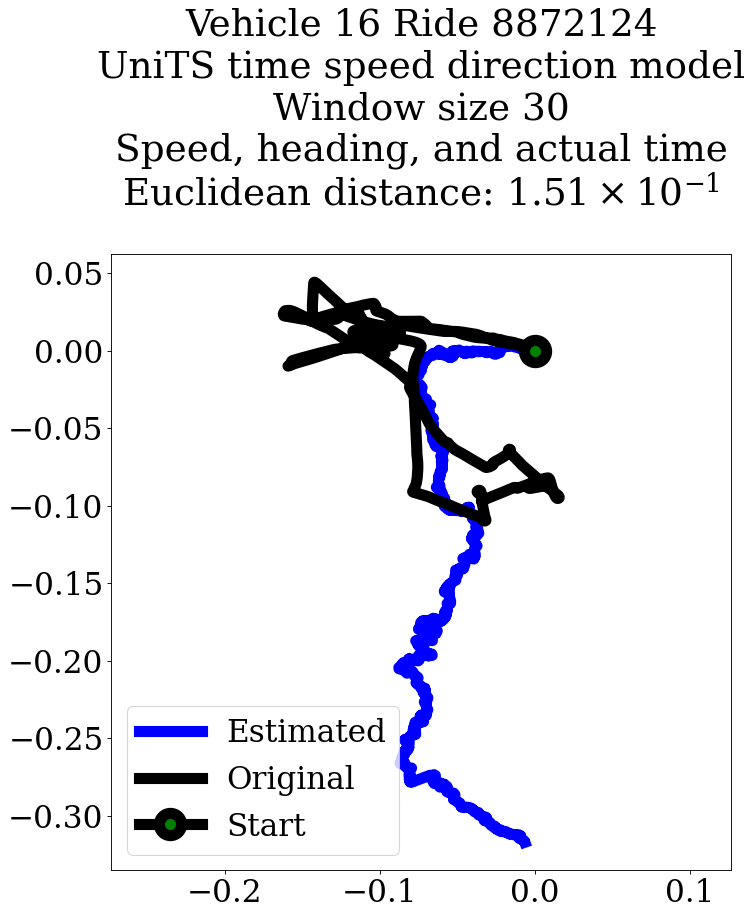 Vehicle 16 Ride 8872124
UniTS time speed direction model
Window size 30
Speed, heading, and actual time
Euclidean distance: 1.51 × 10⁻¹
0.05
0.00
−0.05
−0.10
−0.15
−0.20
−0.25
−0.30
Estimated
Original
Start
−0.2 −0.1 0.0 0.1